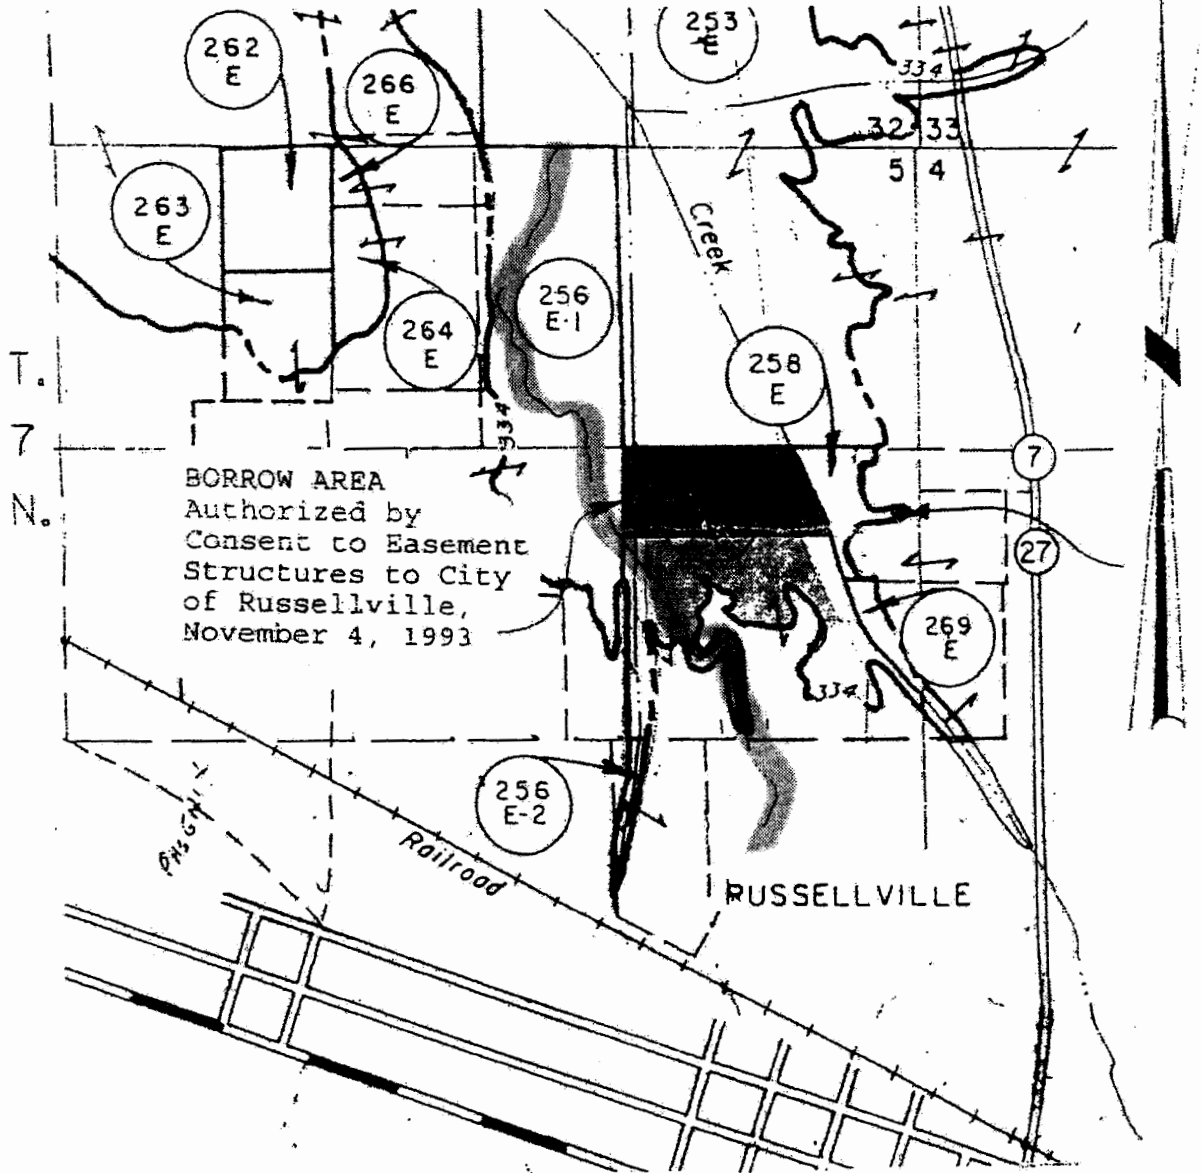 262
E
266
E
253
E
334
32 33
5 4
263
E
Creek
256
E-1
264
E
258
E
T.
7
N.
334
7
BORROW AREA
Authorized by
Consent to Easement
Structures to City
of Russellville,
November 4, 1993
27
269
E
334
256
E-2
Railroad
RUSSELLVILLE